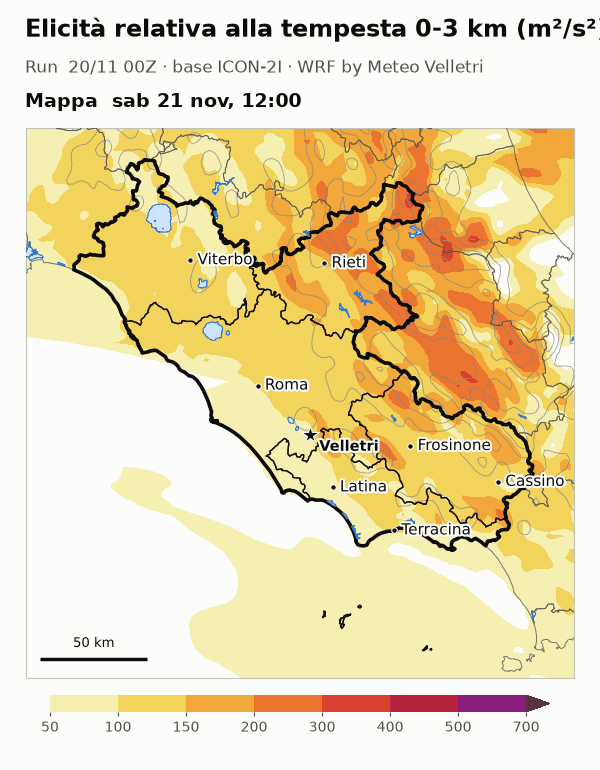 Elicità relativa alla tempesta 0-3 km (m²/s²)
Run 20/11 00Z · base ICON-2I · WRF by Meteo Velletri
Mappa sab 21 nov, 12:00
Viterbo
Rieti
Roma
Velletri
Frosinone
Latina
Cassino
Terracina
50 km
50 100 150 200 300 400 500 700